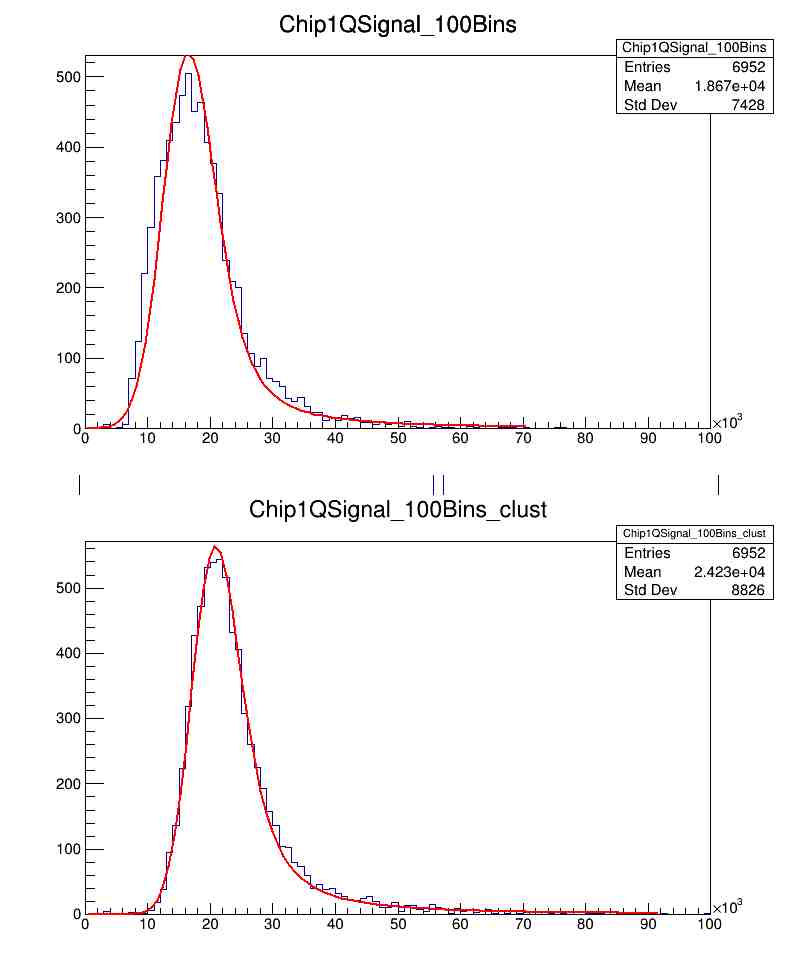 Chip1QSignal_100Bins
Chip1QSignal_100Bins
Entries 6952
Mean 1.867e+04
Std Dev 7428
500
400
300
200
100
0
0 10 20 30 40 50 60 70 80 90 100
×10³
Chip1QSignal_100Bins_clust
Chip1QSignal_100Bins_clust
Entries 6952
Mean 2.423e+04
Std Dev 8826
500
400
300
200
100
0
0 10 20 30 40 50 60 70 80 90 100
×10³